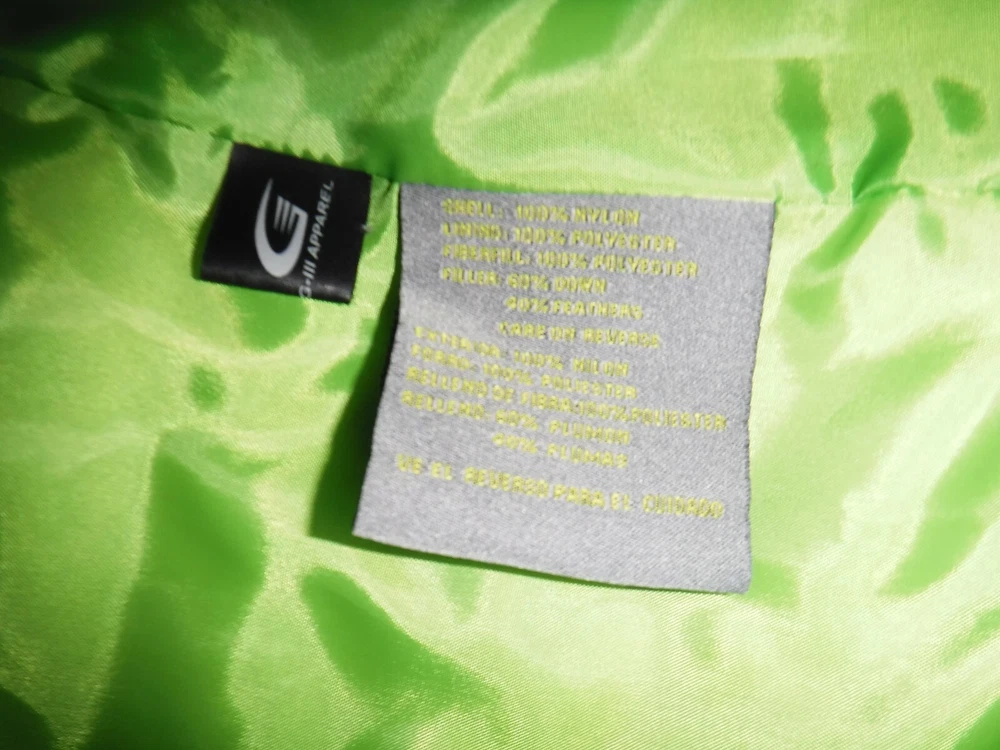 G-III APPAREL
SHELL: 100% NYLON
LINING: 100% POLYESTER
FIBERFILL: 100% POLYESTER
FILLER: 60% DOWN
40% FEATHERS
CARE ON REVERSE
EXTERIOR: 100% NILON
FORRO: 100% POLIESTER
RELLENO DE FIBRA: 100% POLIESTER
RELLENO: 60% PLUMON
40% PLUMAS
VE EL REVERSO PARA EL CUIDADO